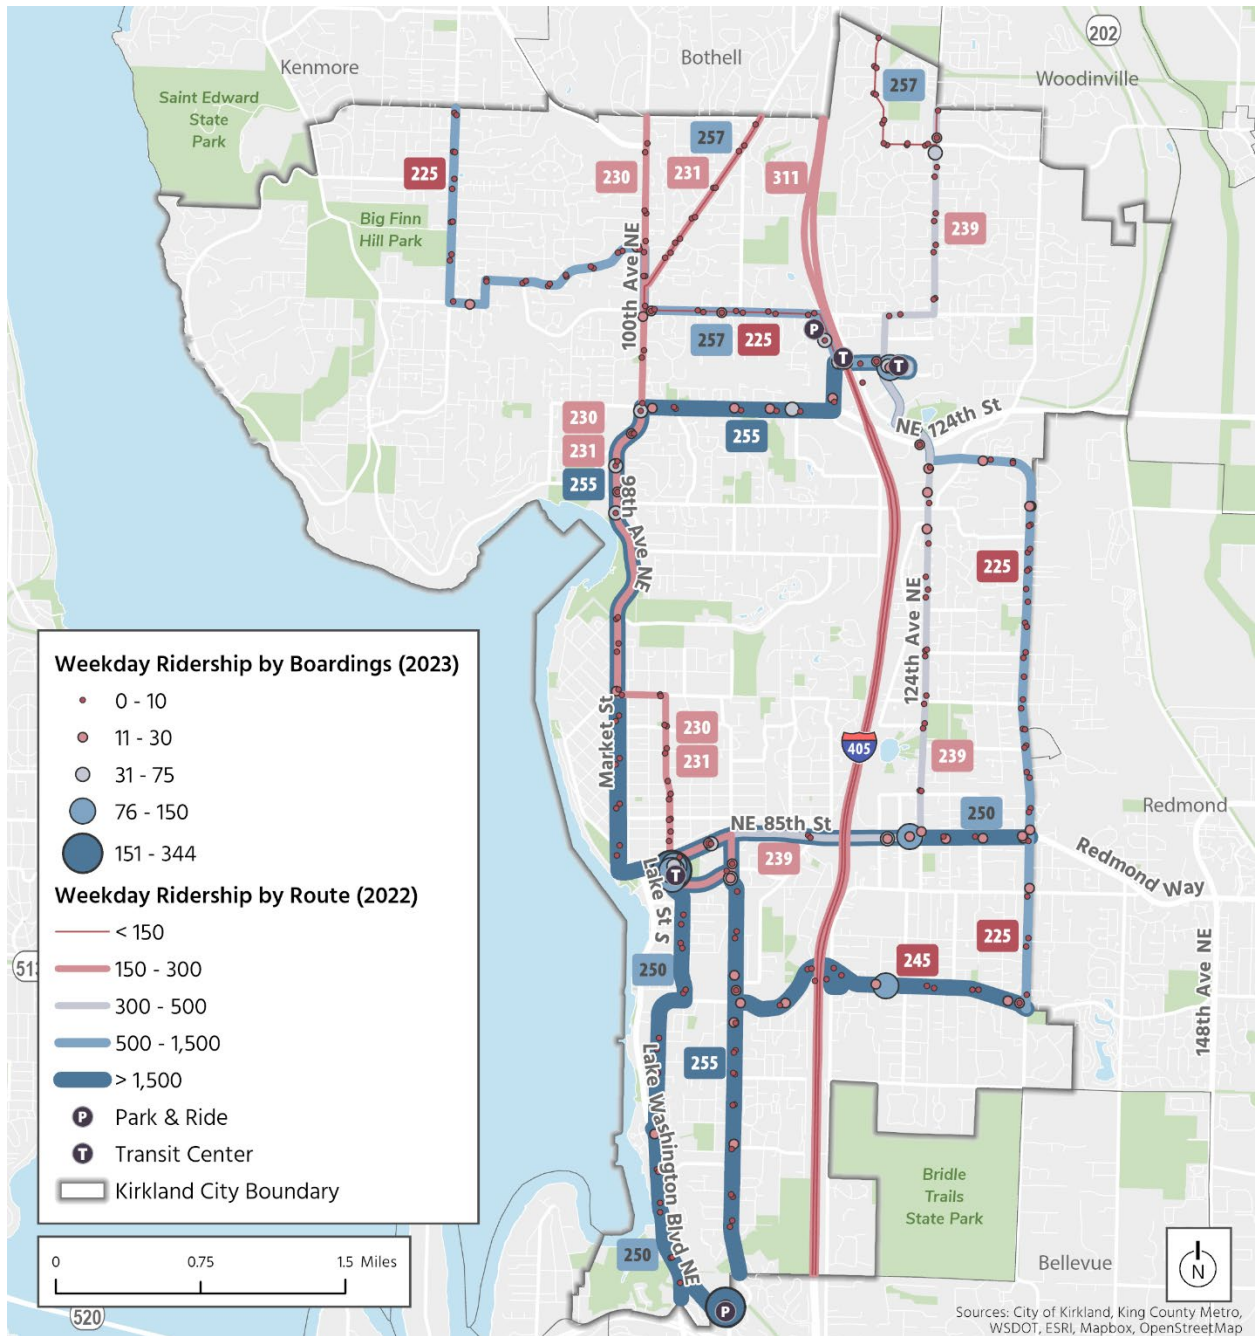 202
Kenmore
Bothell
Woodinville
Saint Edward
State
Park
257
257
225
230
231
311
Big Finn
Hill Park
239
100th Ave NE
P
257
225
T
T
230
231
255
255
NE 124th St
98th Ave NE
225
124th Ave NE
Market St
230
231
405
239
Redmond
250
NE 85th St
239
Redmond Way
T
Lake St S
250
245
225
148th Ave NE
255
Lake Washington Blvd NE
Bridle
Trails
State Park
250
P
Bellevue
N
513
520
Weekday Ridership by Boardings (2023)
0 - 10
11 - 30
31 - 75
76 - 150
151 - 344
Weekday Ridership by Route (2022)
< 150
150 - 300
300 - 500
500 - 1,500
> 1,500
P Park & Ride
T Transit Center
Kirkland City Boundary
0 0.75 1.5 Miles
Sources: City of Kirkland, King County Metro,
WSDOT, ESRI, Mapbox, OpenStreetMap